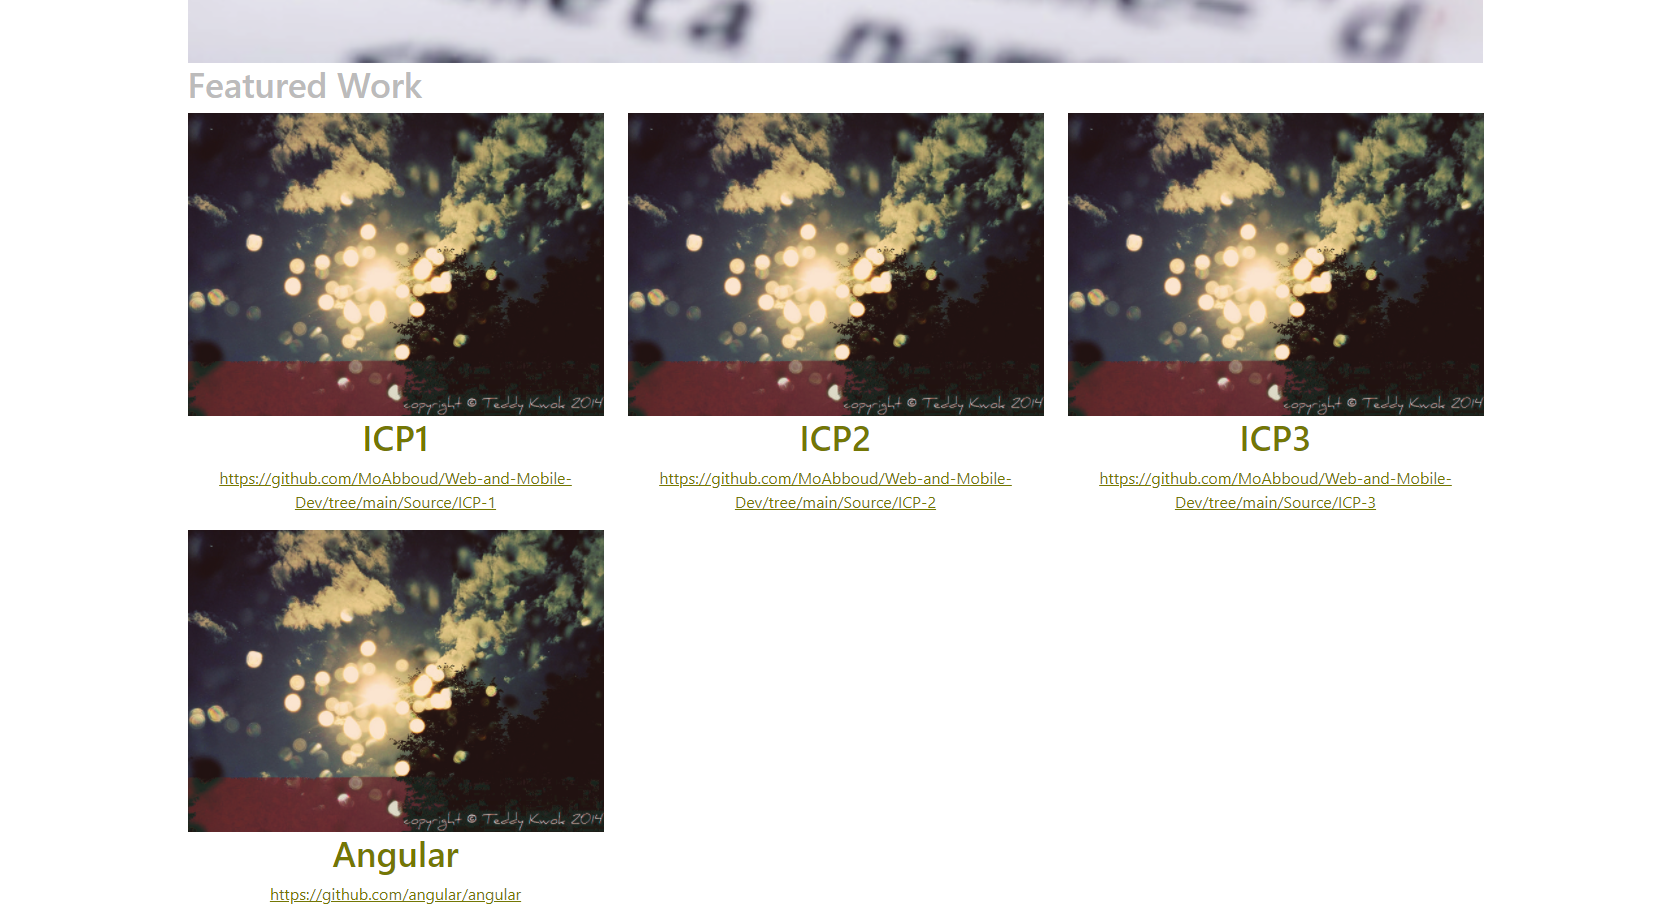 meta name="d
Featured Work
copyright © Teddy Kwok 2014
copyright © Teddy Kwok 2014
copyright © Teddy Kwok 2014
ICP1
ICP2
ICP3
https://github.com/MoAbboud/Web-and-Mobile-
Dev/tree/main/Source/ICP-1
https://github.com/MoAbboud/Web-and-Mobile-
Dev/tree/main/Source/ICP-2
https://github.com/MoAbboud/Web-and-Mobile-
Dev/tree/main/Source/ICP-3
copyright © Teddy Kwok 2014
Angular
https://github.com/angular/angular